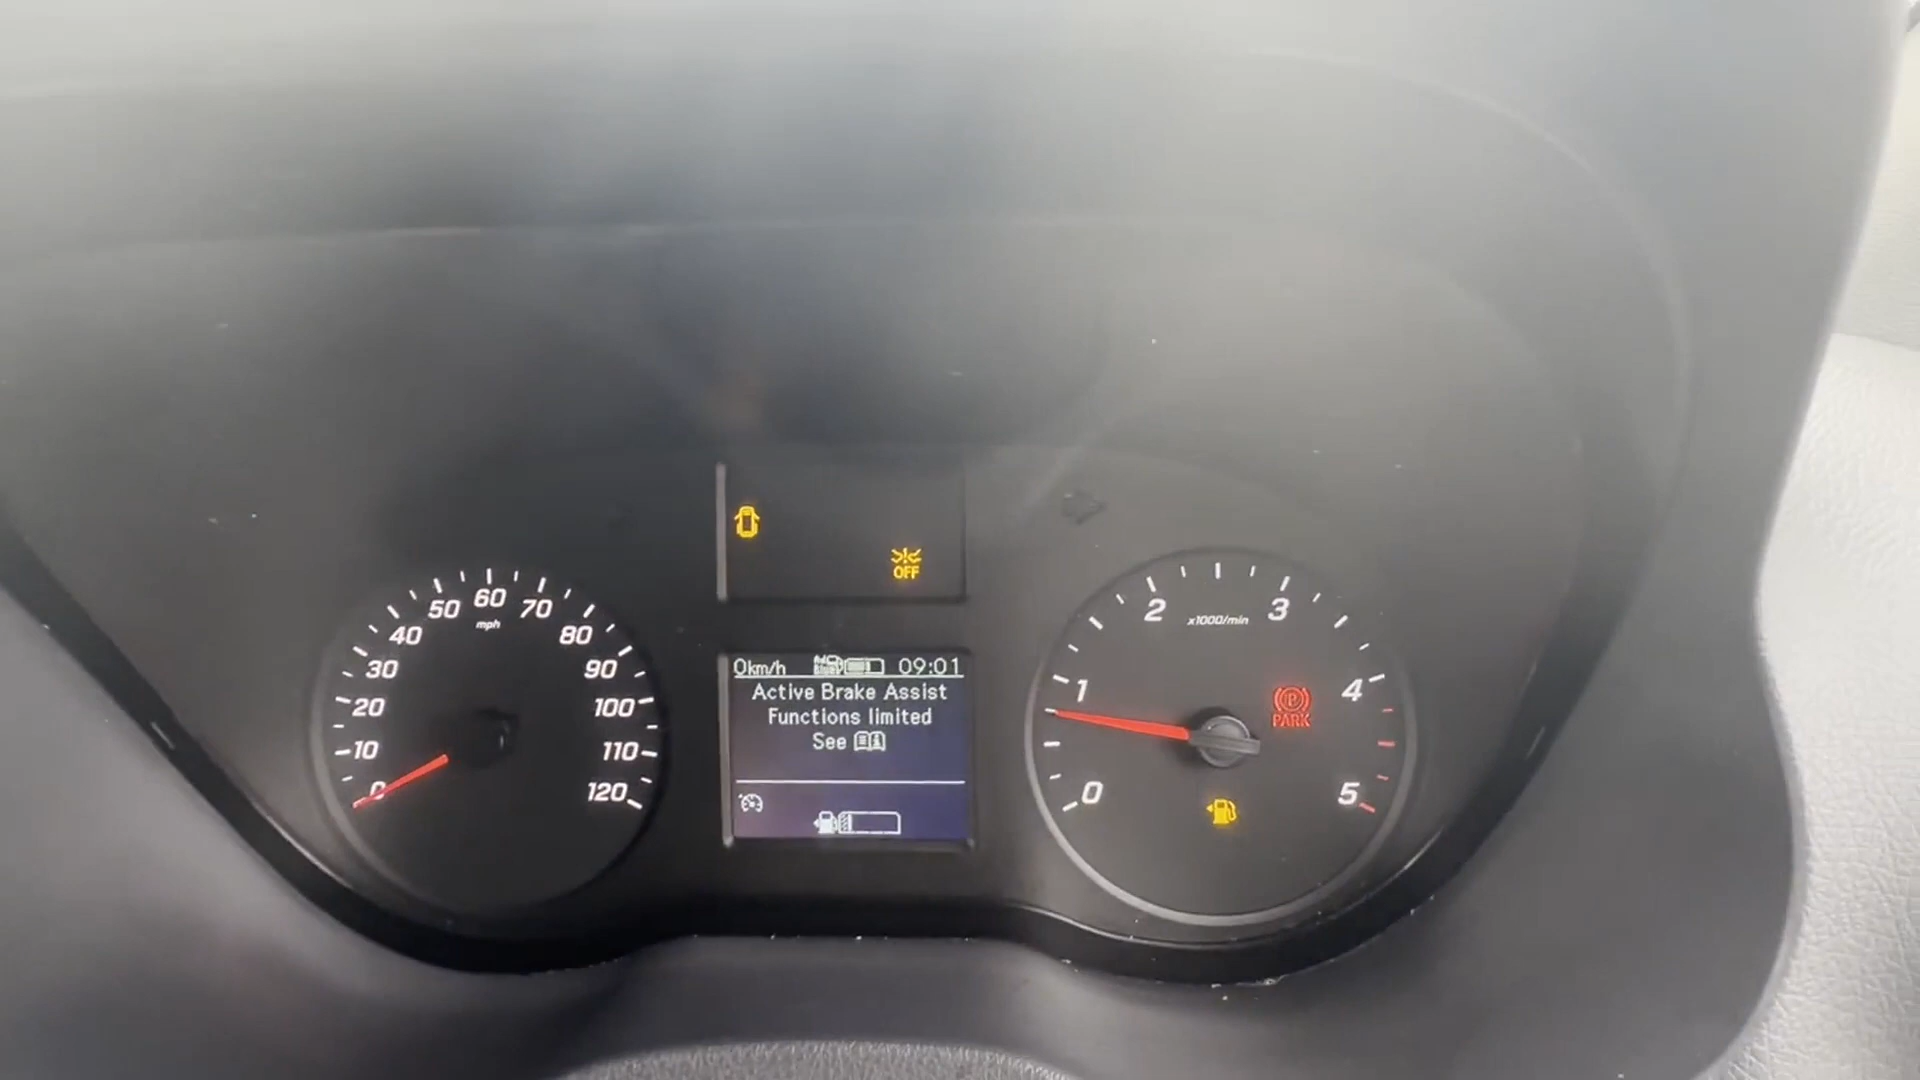 OFF
0 10 20 30 40 50 60 70 80 90 100 110 120
mph
0km/h 09:01
Active Brake Assist
Functions limited
See
0 1 2 3 4 5
x1000/min
PARK